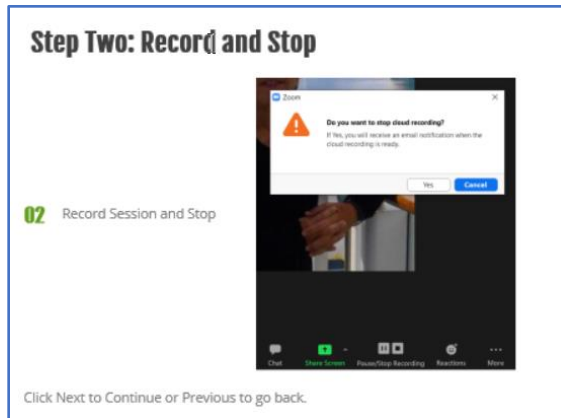 Step Two: Record and Stop
Zoom
Do you want to stop cloud recording?
If Yes, you will receive an email notification when the
cloud recording is ready.
Yes
Cancel
02 Record Session and Stop
Chat
Share Screen
Pause/Stop Recording
Reactions
More
Click Next to Continue or Previous to go back.